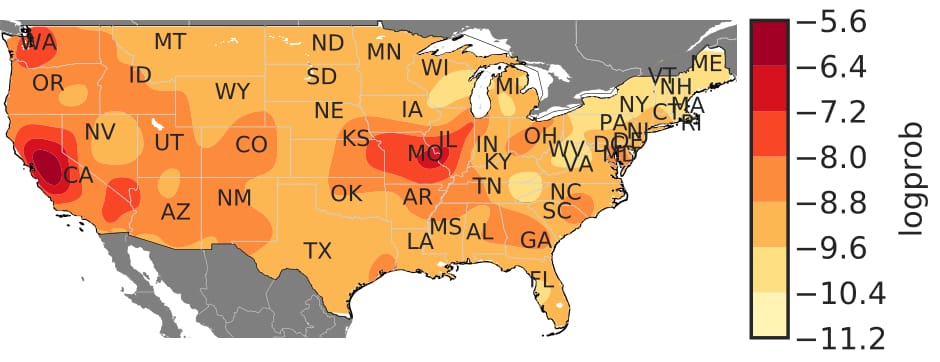 WA
MT
ND
MN
ME
OR
ID
SD
WI
MI
VT
NH
WY
NE
IA
NY
CT
MA
RI
NV
UT
CO
KS
MO
IL
IN
OH
PA
NJ
DE
DC
MD
CA
KY
WV
VA
AZ
NM
OK
AR
TN
NC
SC
TX
LA
MS
AL
GA
FL
−5.6
−6.4
−7.2
−8.0
−8.8
−9.6
−10.4
−11.2
logprob